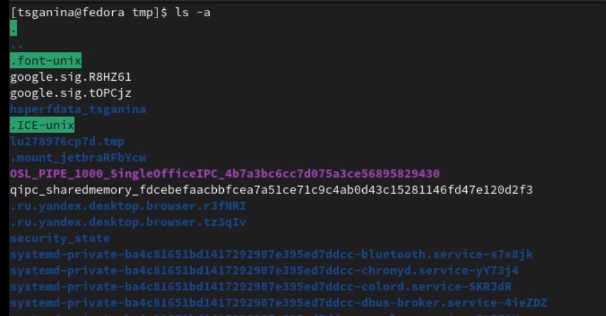 [tsganina@fedora tmp]$ ls -a
.
..
.font-unix
google.sig.R8HZ61
google.sig.tOPCjz
hsperfdata_tsganina
.ICE-unix
lu278976cp7d.tmp
.mount_jetbraRFbYcw
OSL_PIPE_1000_SingleOfficeIPC_4b7a3bc6cc7d075a3ce56895829430
qipc_sharedmemory_fdcebefaacbbfcea7a51ce71c9c4ab0d43c15281146fd47e120d2f3
.ru.yandex.desktop.browser.r3fNRI
.ru.yandex.desktop.browser.tz3qIv
security_state
systemd-private-ba4c81651bd1417292907e395ed7ddcc-bluetooth.service-s7s8jk
systemd-private-ba4c81651bd1417292907e395ed7ddcc-chronyd.service-yY73j4
systemd-private-ba4c81651bd1417292907e395ed7ddcc-colord.service-SKRJdR
systemd-private-ba4c81651bd1417292907e395ed7ddcc-dbus-broker.service-4ieZDZ